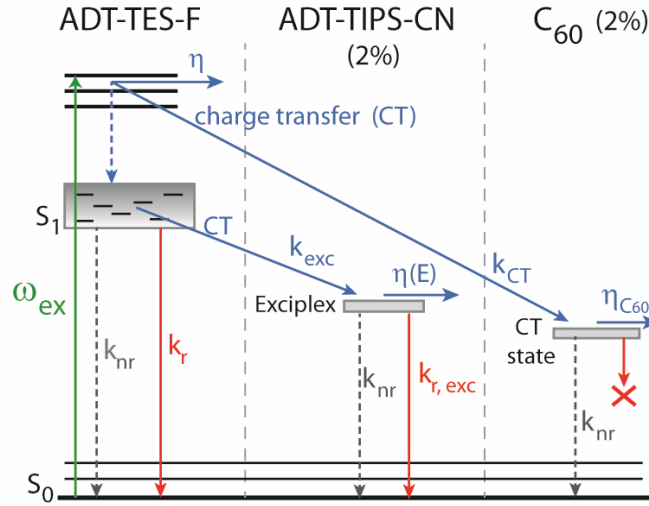 ADT-TES-F
ADT-TIPS-CN
(2%)
C60 (2%)
η
charge transfer (CT)
S1
CT
kexc
kCT
ωex
η(E)
Exciplex
ηC60
CT
state
knr
kr
knr
kr, exc
knr
S0